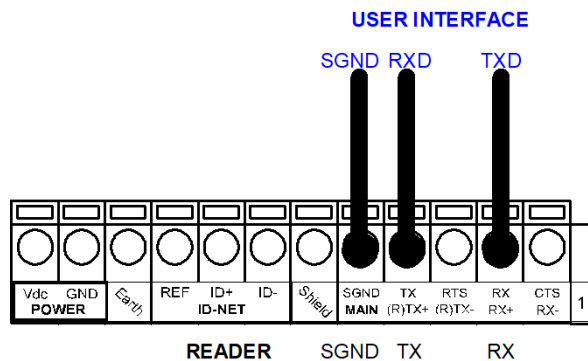 USER INTERFACE
SGND RXD TXD
Vdc GND Earth REF ID+ ID- Shield SGND TX RTS RX CTS
POWER ID-NET MAIN (R)TX+ (R)TX- RX+ RX- 1
READER SGND TX RX